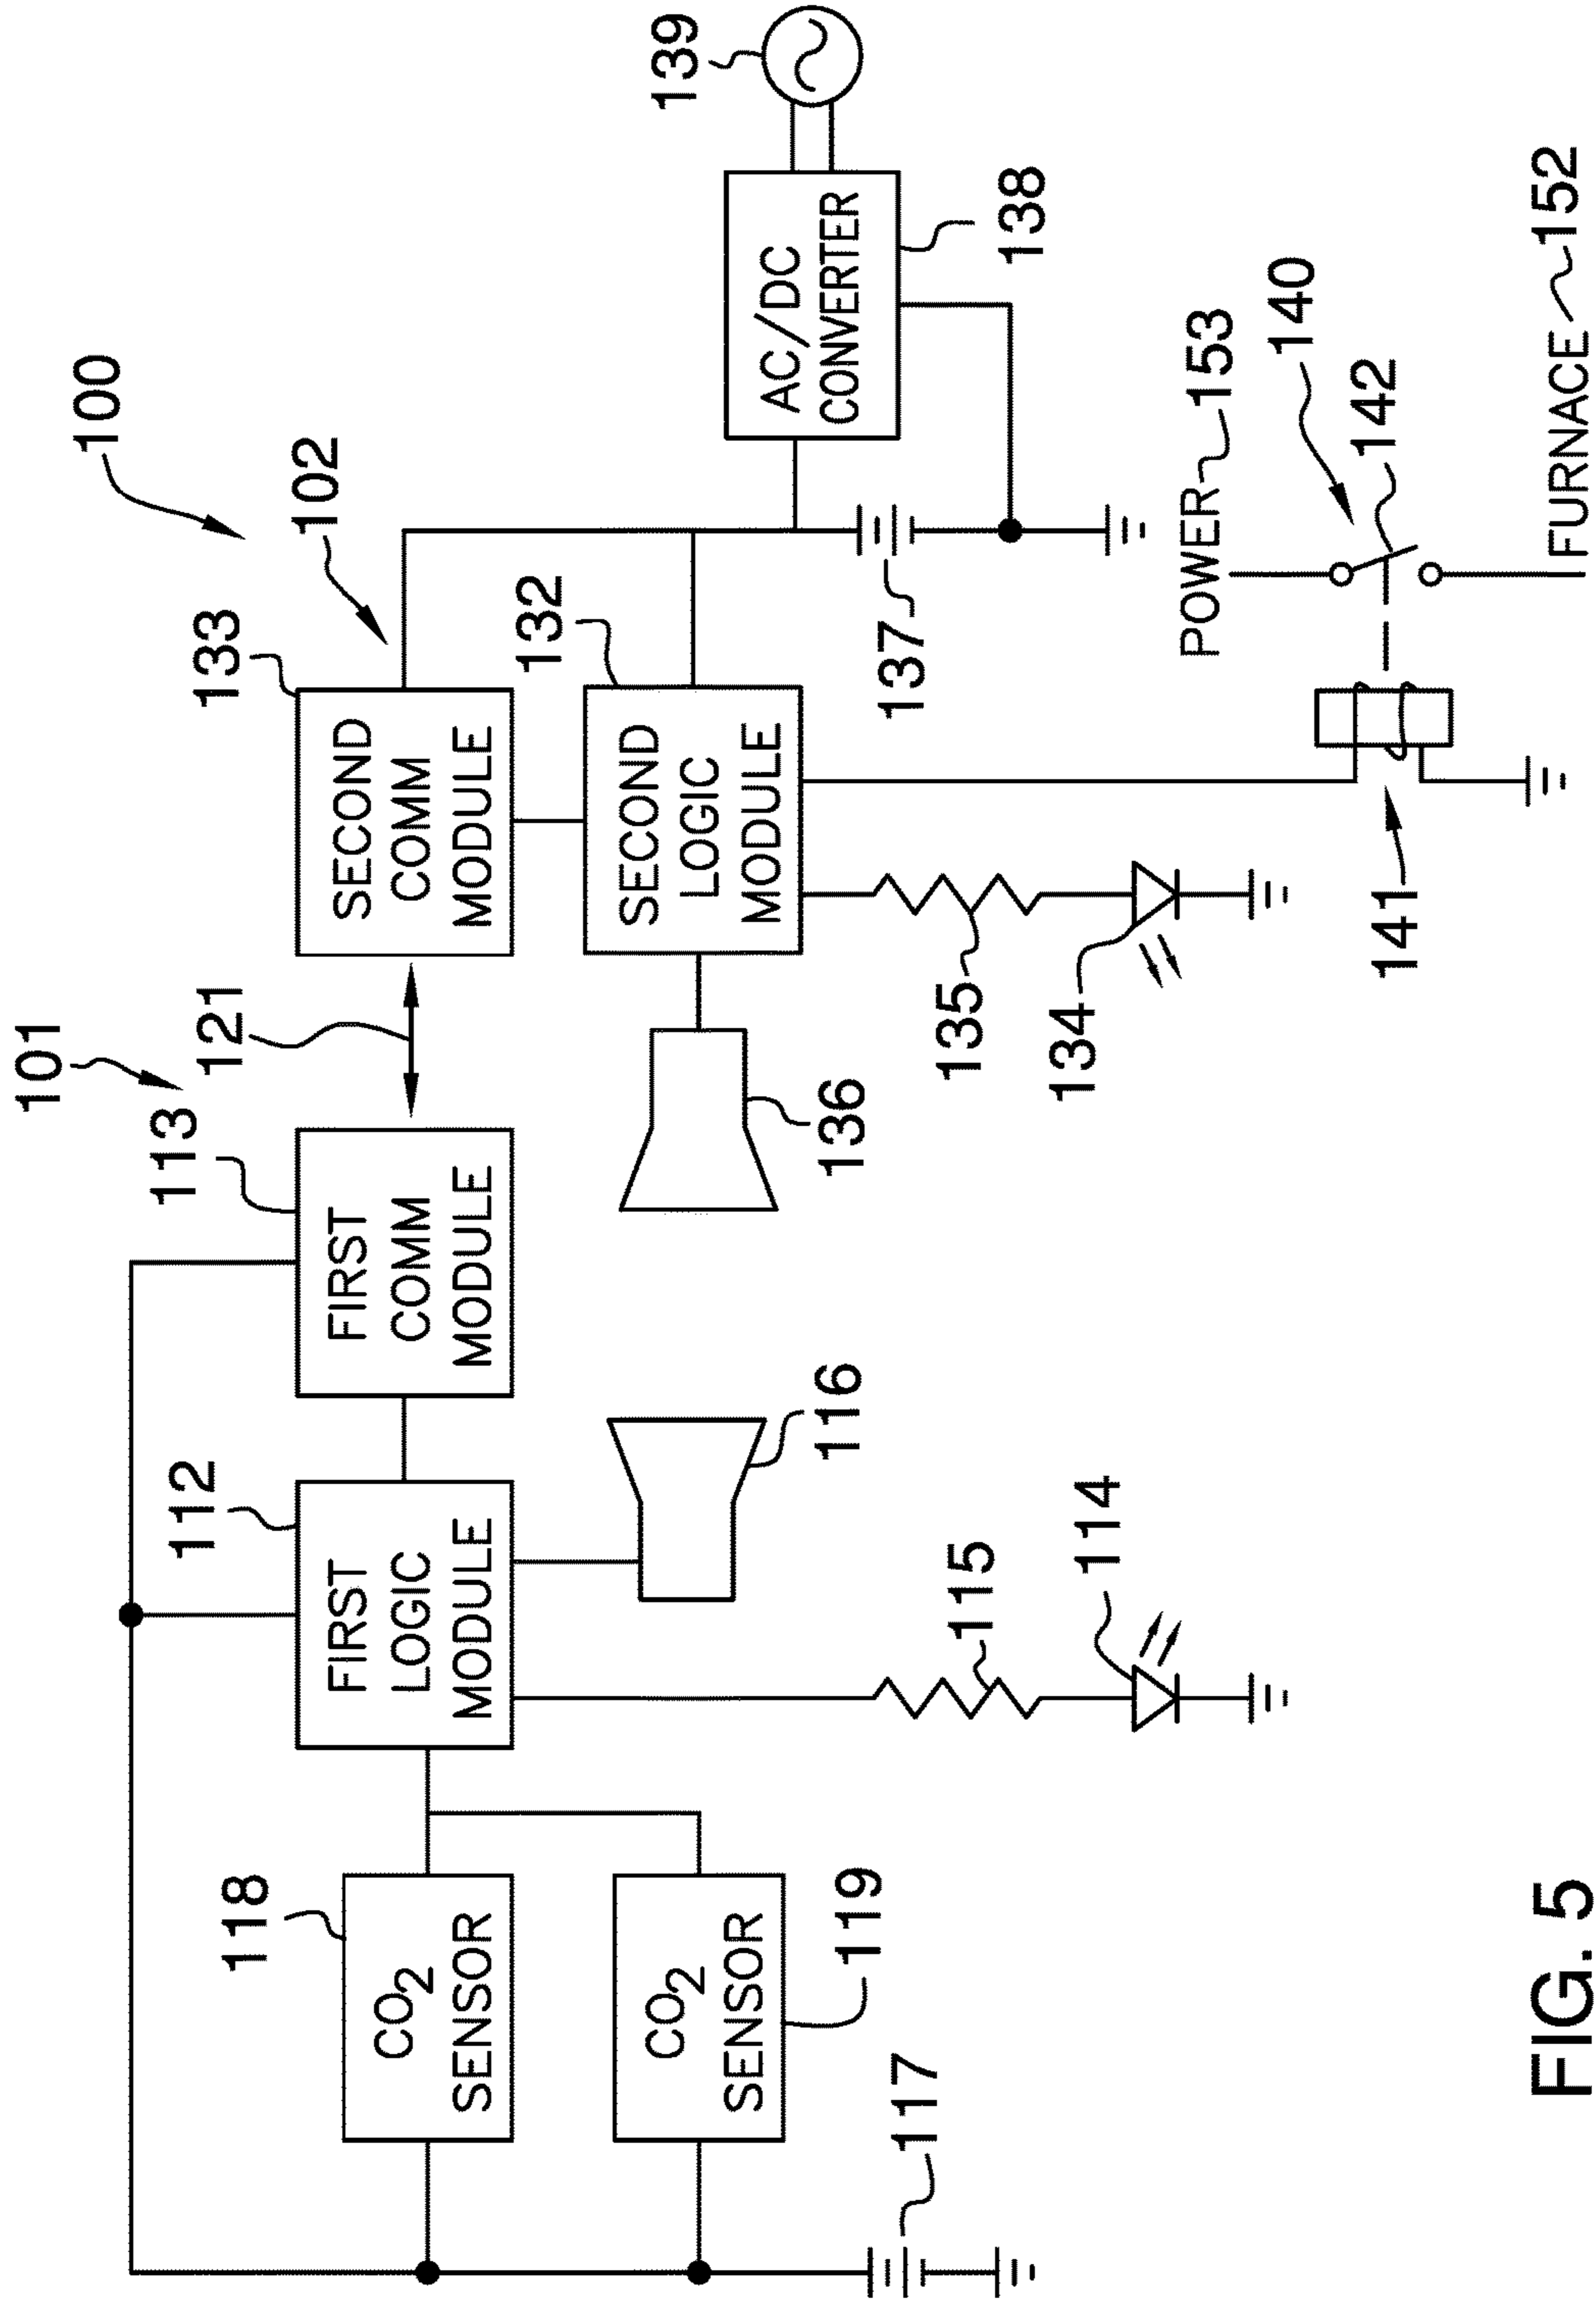 100
101
102
118
CO2
SENSOR
119
CO2
SENSOR
117
112
FIRST
LOGIC
MODULE
113
FIRST
COMM
MODULE
116
115
114
121
133
SECOND
COMM
MODULE
132
SECOND
LOGIC
MODULE
136
135
134
137
AC/DC
CONVERTER
138
139
141
POWER 153
140
142
FURNACE 152
FIG. 5